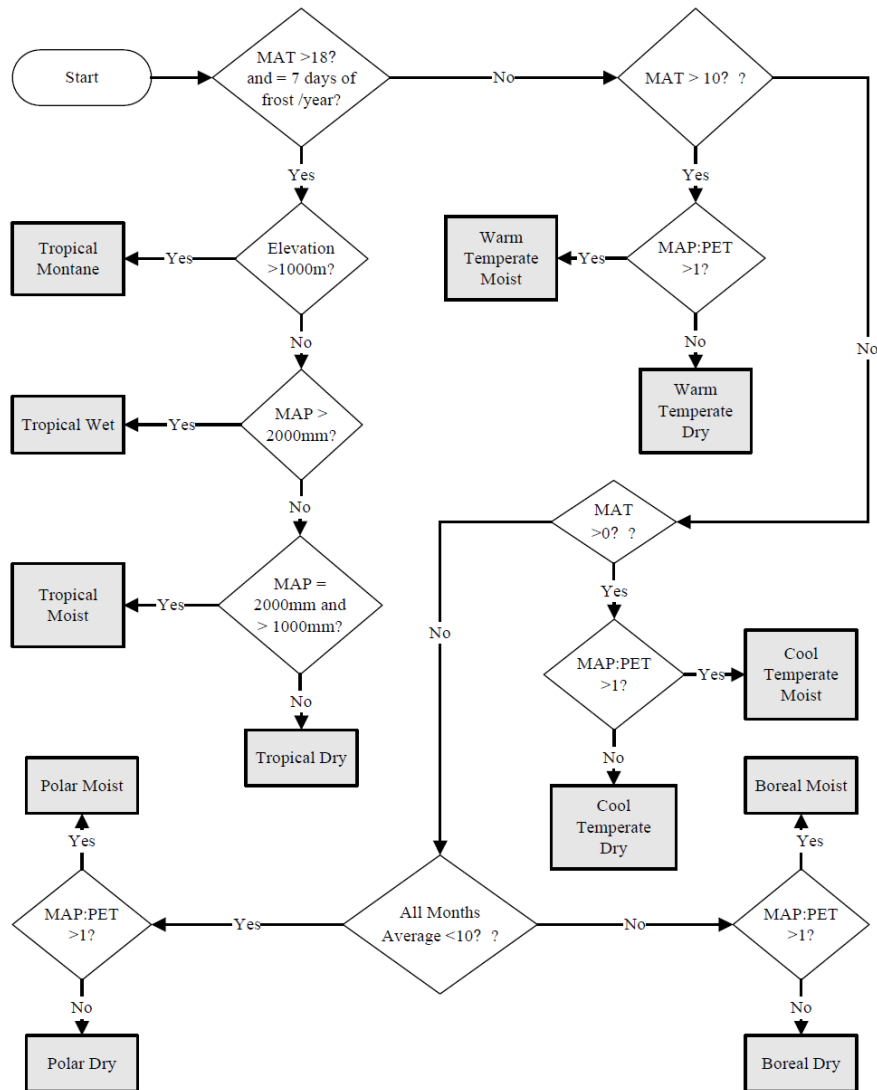 Start
MAT >18?
and = 7 days of
frost /year?
No
MAT > 10? ?
Yes
Yes
No
Tropical
Montane
Yes
Elevation
>1000m?
Warm
Temperate
Moist
Yes
MAP:PET
>1?
No
No
Tropical Wet
Yes
MAP >
2000mm?
Warm
Temperate
Dry
No
MAT
>0? ?
Tropical
Moist
Yes
MAP =
2000mm and
> 1000mm?
No
Yes
MAP:PET
>1?
Yes
Cool
Temperate
Moist
No
Tropical Dry
No
Cool
Temperate
Dry
Polar Moist
Boreal Moist
Yes
Yes
MAP:PET
>1?
Yes
All Months
Average <10? ?
No
MAP:PET
>1?
No
No
Polar Dry
Boreal Dry